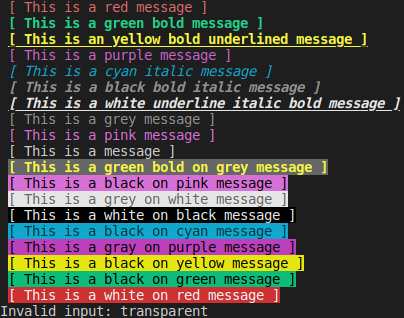 [ This is a red message ]
[ This is a green bold message ]
[ This is an yellow bold underlined message ]
[ This is a purple message ]
[ This is a cyan italic message ]
[ This is a black bold italic message ]
[ This is a white underline italic bold message ]
[ This is a grey message ]
[ This is a pink message ]
[ This is a message ]
[ This is a green bold on grey message ]
[ This is a black on pink message ]
[ This is a grey on white message ]
[ This is a white on black message ]
[ This is a black on cyan message ]
[ This is a gray on purple message ]
[ This is a black on yellow message ]
[ This is a black on green message ]
[ This is a white on red message ]
Invalid input: transparent